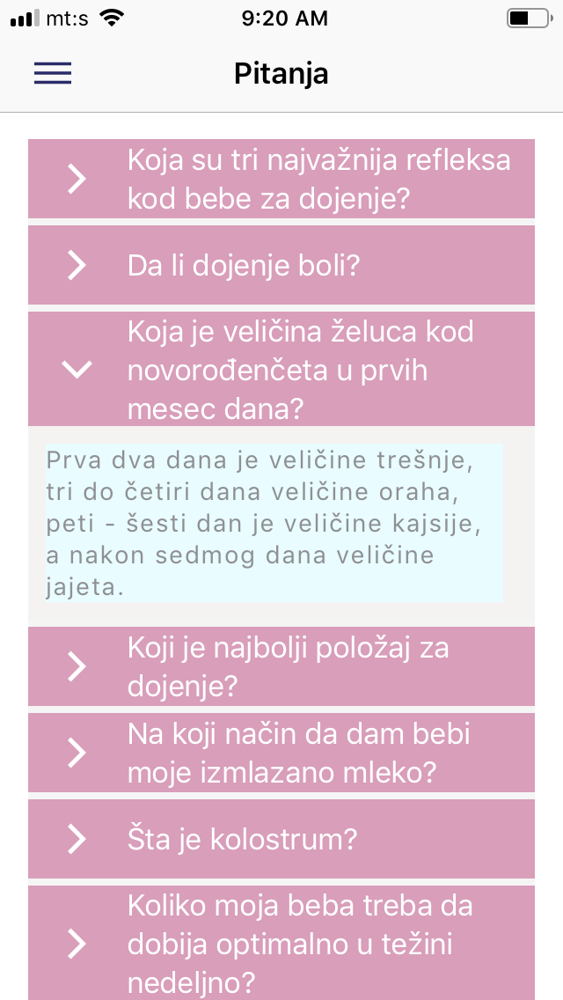 mt:s
9:20 AM
Pitanja
Koja su tri najvažnija refleksa
kod bebe za dojenje?
Da li dojenje boli?
Koja je veličina želuca kod
novorođenčeta u prvih
mesec dana?
Prva dva dana je veličine trešnje,
tri do četiri dana veličine oraha,
peti - šesti dan je veličine kajsije,
a nakon sedmog dana veličine
jajeta.
Koji je najbolji položaj za
dojenje?
Na koji način da dam bebi
moje izmlazano mleko?
Šta je kolostrum?
Koliko moja beba treba da
dobija optimalno u težini
nedeljno?